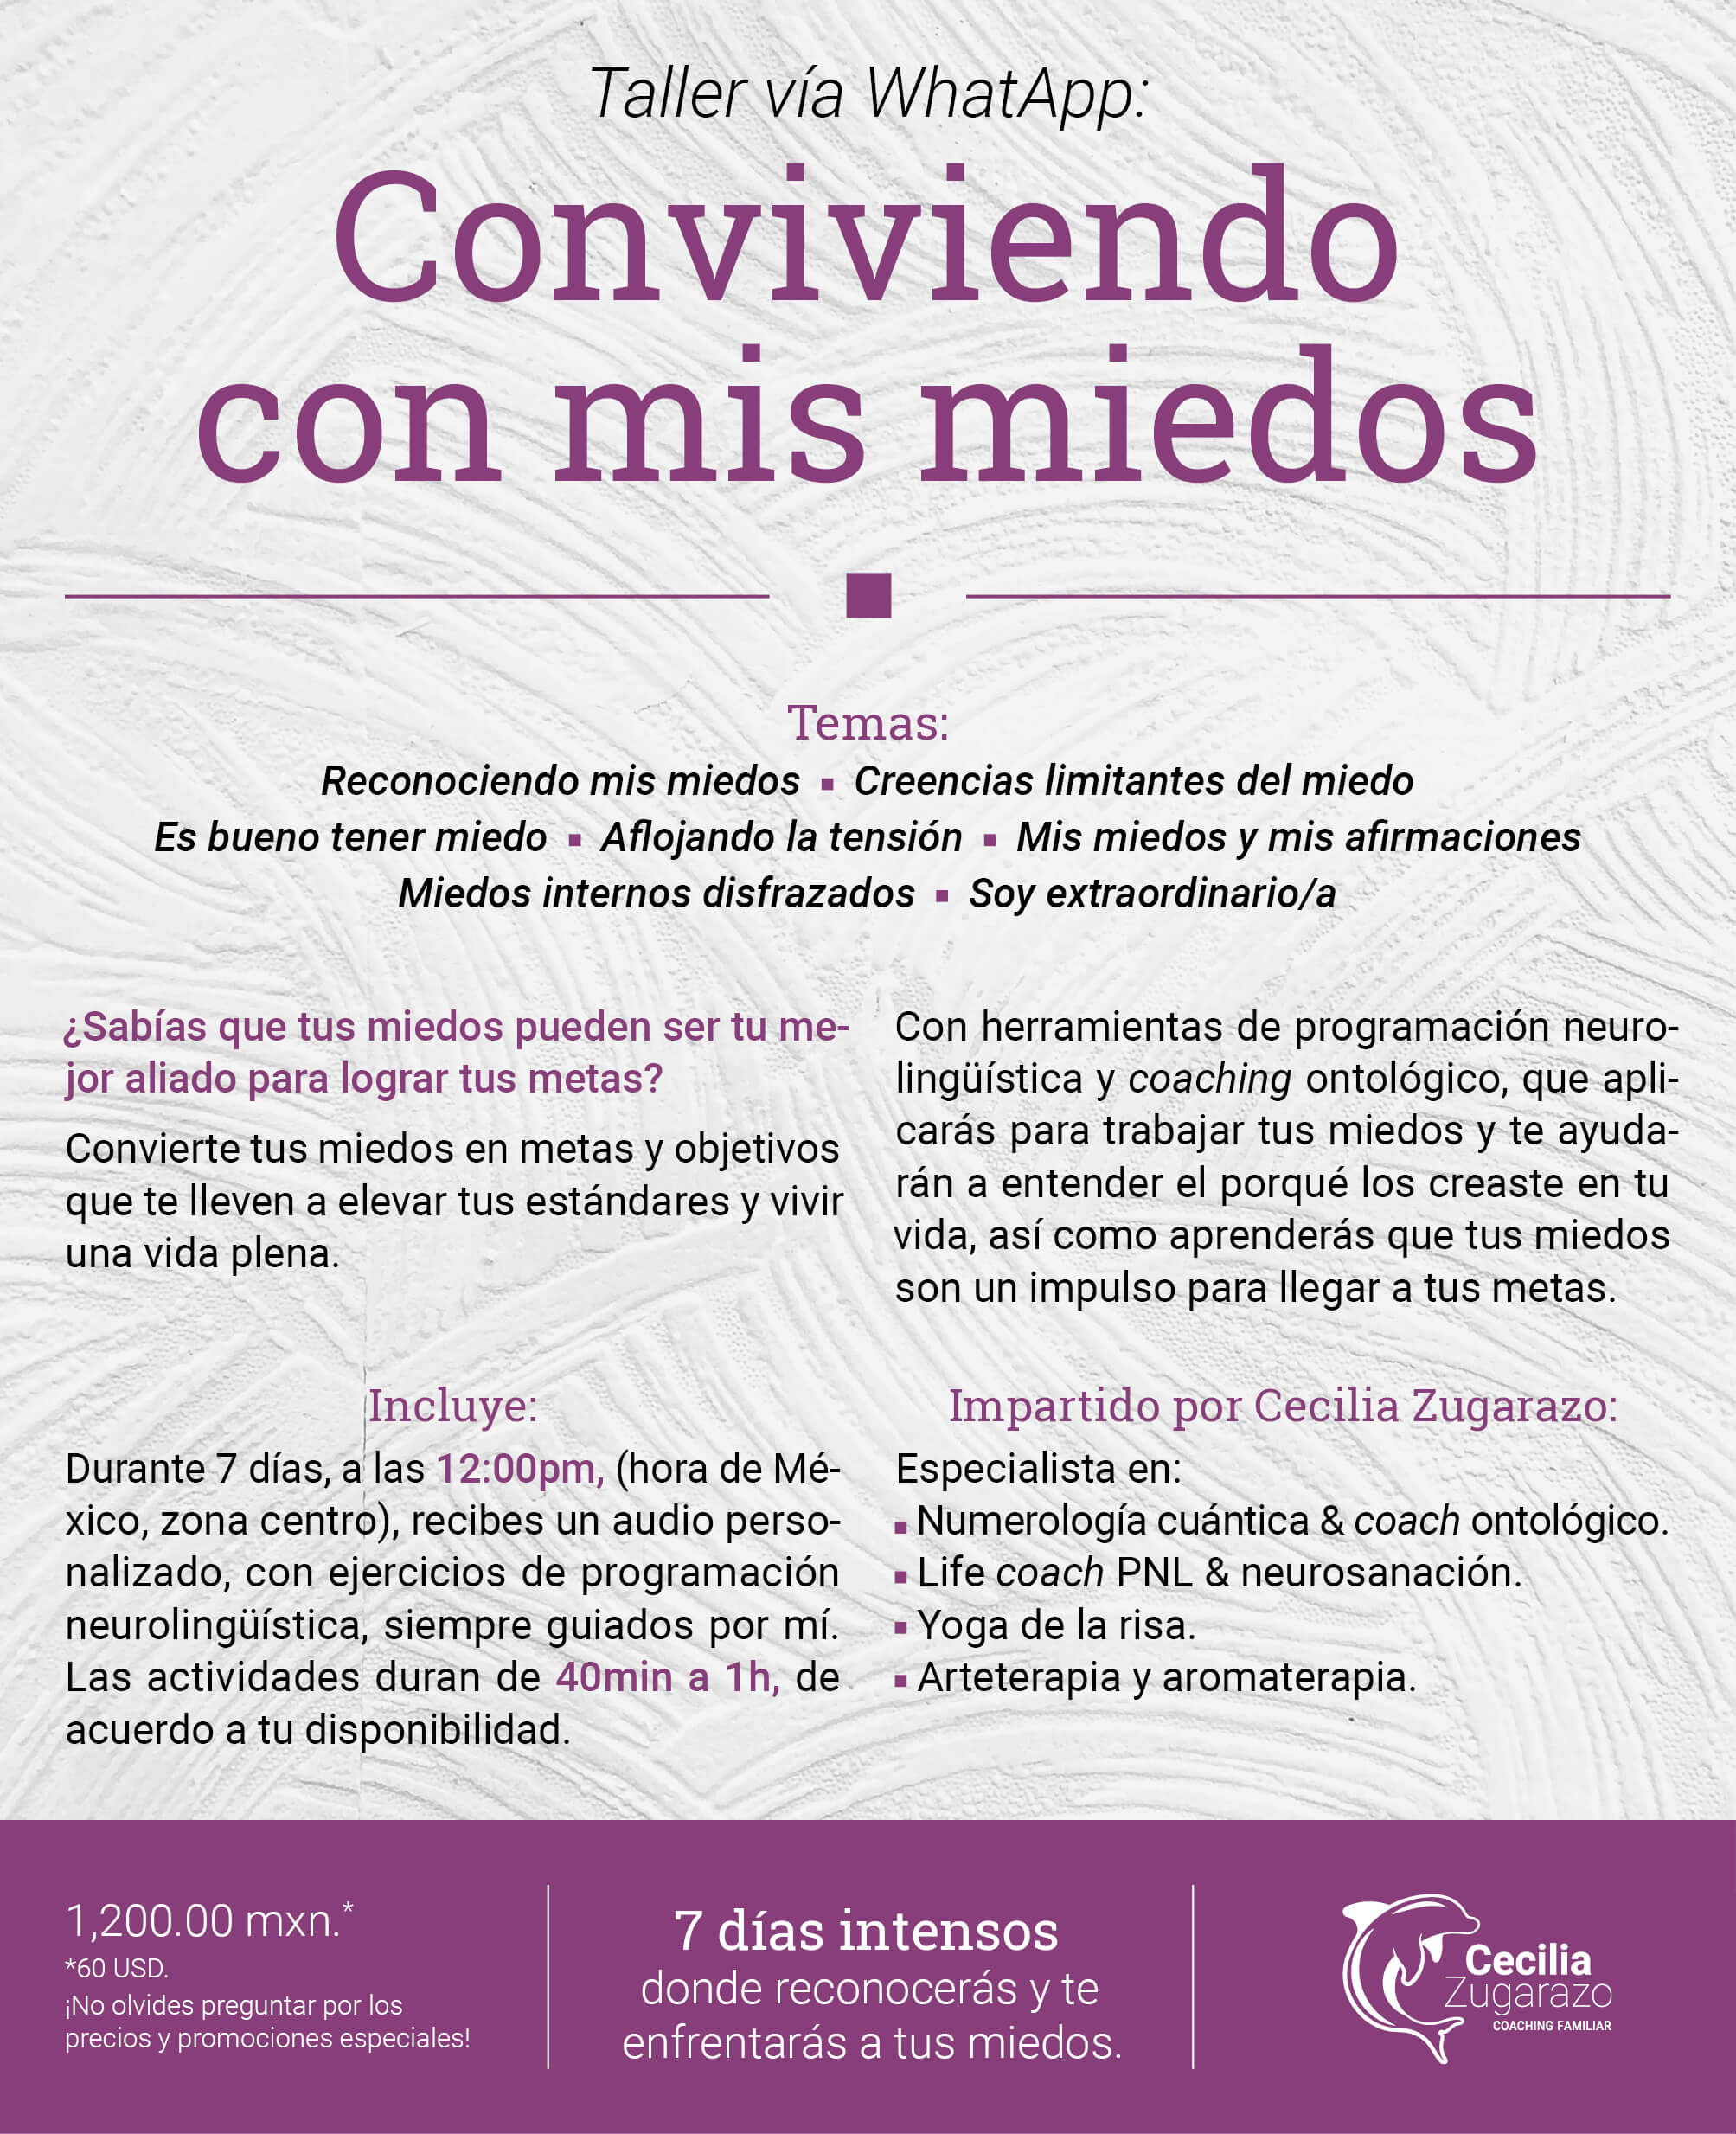 Taller vía WhatApp:
Conviviendo
con mis miedos
Temas:
Reconociendo mis miedos ▪ Creencias limitantes del miedo
Es bueno tener miedo ▪ Aflojando la tensión ▪ Mis miedos y mis afirmaciones
Miedos internos disfrazados ▪ Soy extraordinario/a
¿Sabías que tus miedos pueden ser tu me-
jor aliado para lograr tus metas?
Convierte tus miedos en metas y objetivos
que te lleven a elevar tus estándares y vivir
una vida plena.
Con herramientas de programación neuro-
lingüística y coaching ontológico, que apli-
carás para trabajar tus miedos y te ayuda-
rán a entender el porqué los creaste en tu
vida, así como aprenderás que tus miedos
son un impulso para llegar a tus metas.
Incluye:
Durante 7 días, a las 12:00pm, (hora de Mé-
xico, zona centro), recibes un audio perso-
nalizado, con ejercicios de programación
neurolingüística, siempre guiados por mí.
Las actividades duran de 40min a 1h, de
acuerdo a tu disponibilidad.
Impartido por Cecilia Zugarazo:
Especialista en:
▪ Numerología cuántica & coach ontológico.
▪ Life coach PNL & neurosanación.
▪ Yoga de la risa.
▪ Arteterapia y aromaterapia.
1,200.00 mxn.*
*60 USD.
¡No olvides preguntar por los
precios y promociones especiales!
7 días intensos
donde reconocerás y te
enfrentarás a tus miedos.
Cecilia
Zugarazo
COACHING FAMILIAR